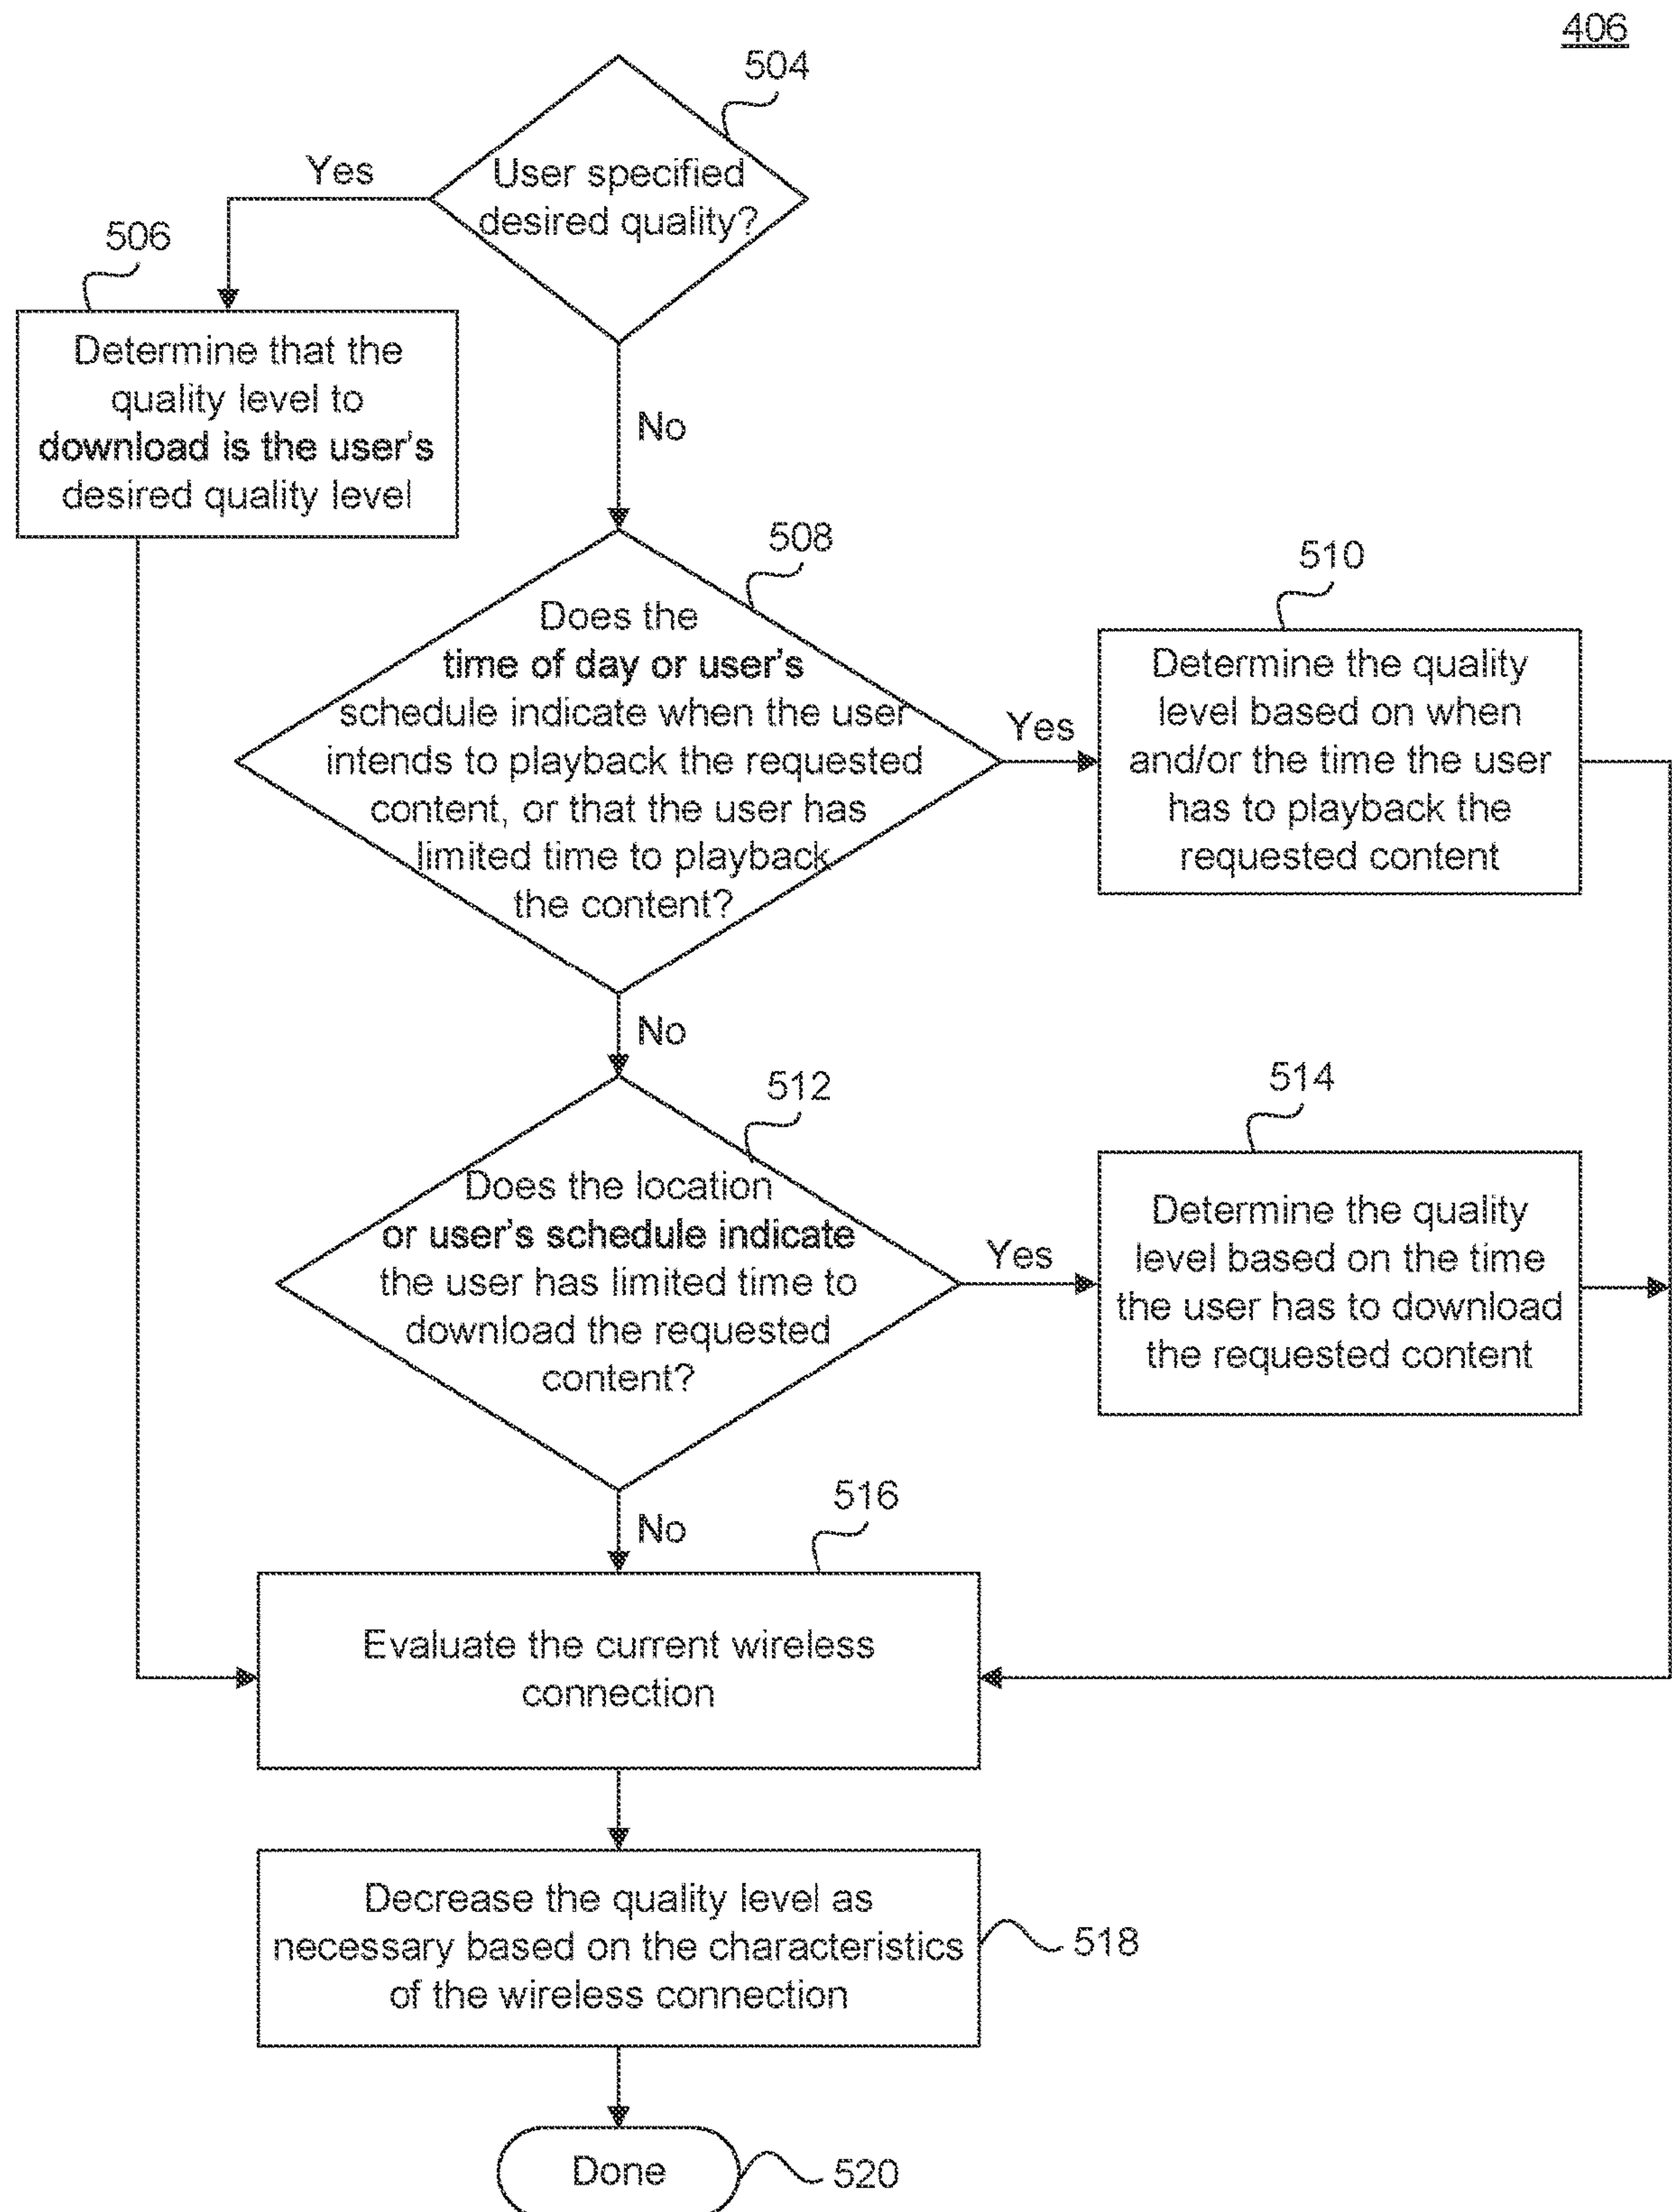 406
504
Yes
User specified
desired quality?
506
Determine that the
quality level to
download is the user's
desired quality level
No
508
Does the
time of day or user's
schedule indicate when the user
intends to playback the requested
content, or that the user has
limited time to playback
the content?
Yes
510
Determine the quality
level based on when
and/or the time the user
has to playback the
requested content
No
512
Does the location
or user's schedule indicate
the user has limited time to
download the requested
content?
Yes
514
Determine the quality
level based on the time
the user has to download
the requested content
No
516
Evaluate the current wireless
connection
Decrease the quality level as
necessary based on the characteristics
of the wireless connection
518
Done
520